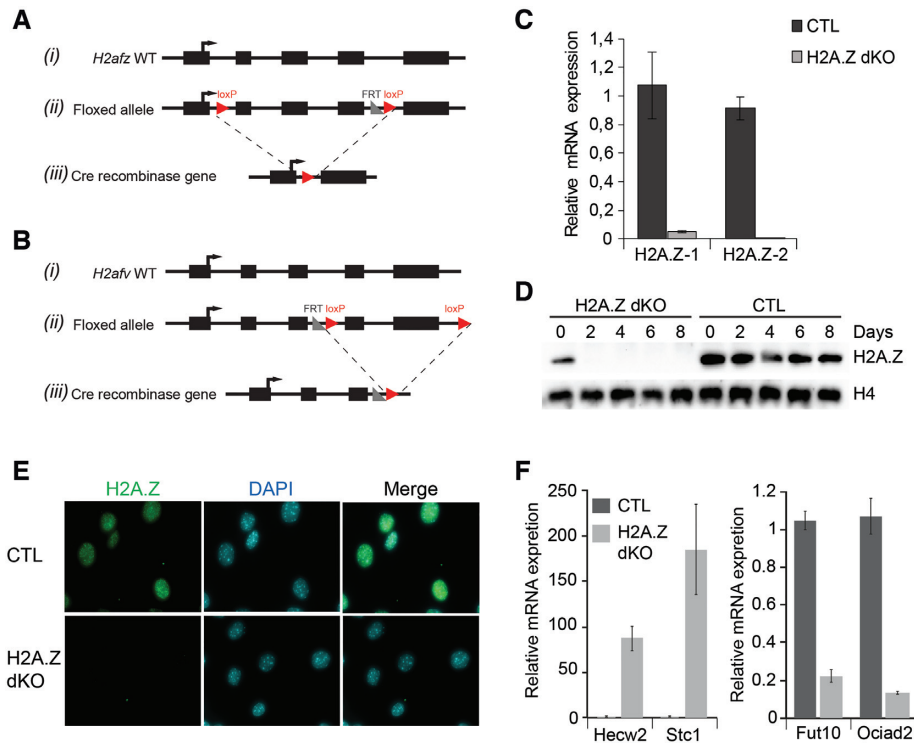 A
(i) H2afz WT
loxP FRT loxP
(ii) Floxed allele
(iii) Cre recombinase gene
B
(i) H2afv WT
FRT loxP loxP
(ii) Floxed allele
(iii) Cre recombinase gene
C
CTL
H2A.Z dKO
Relative mRNA expression
1,4
1,2
1
0,8
0,6
0,4
0,2
0
H2A.Z-1 H2A.Z-2
D
H2A.Z dKO CTL
0 2 4 6 8 0 2 4 6 8 Days
H2A.Z
H4
E
H2A.Z DAPI Merge
CTL
H2A.Z
dKO
F
Relative mRNA expretion
250
200
150
100
50
0
CTL
H2A.Z
dKO
Hecw2 Stc1
Relative mRNA expretion
1.2
1
0.8
0.6
0.4
0.2
0
Fut10 Ociad2